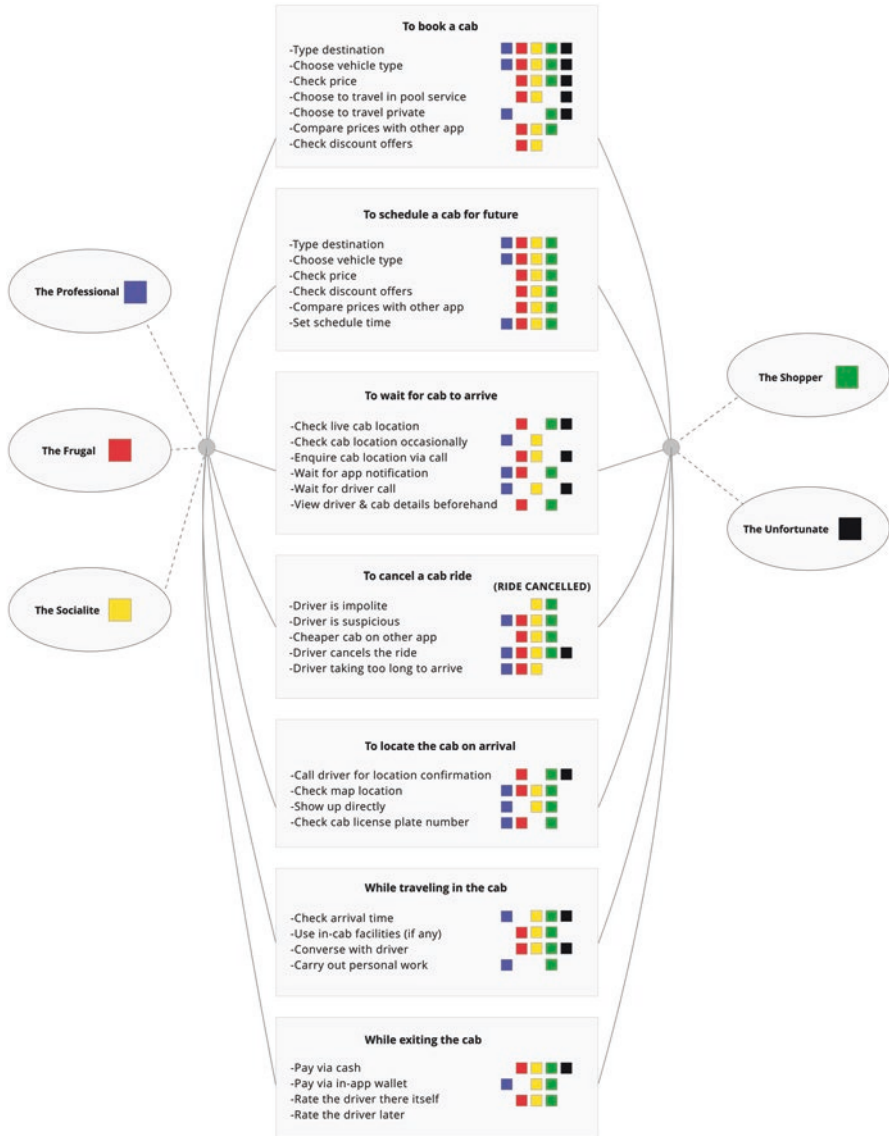 To book a cab
-Type destination
-Choose vehicle type
-Check price
-Choose to travel in pool service
-Choose to travel private
-Compare prices with other app
-Check discount offers
To schedule a cab for future
-Type destination
-Choose vehicle type
-Check price
-Check discount offers
-Compare prices with other app
-Set schedule time
The Professional
The Frugal
The Socialite
To wait for cab to arrive
-Check live cab location
-Check cab location occasionally
-Enquire cab location via call
-Wait for app notification
-Wait for driver call
-View driver & cab details beforehand
The Shopper
The Unfortunate
To cancel a cab ride
(RIDE CANCELLED)
-Driver is impolite
-Driver is suspicious
-Cheaper cab on other app
-Driver cancels the ride
-Driver taking too long to arrive
To locate the cab on arrival
-Call driver for location confirmation
-Check map location
-Show up directly
-Check cab license plate number
While traveling in the cab
-Check arrival time
-Use in-cab facilities (if any)
-Converse with driver
-Carry out personal work
While exiting the cab
-Pay via cash
-Pay via in-app wallet
-Rate the driver there itself
-Rate the driver later